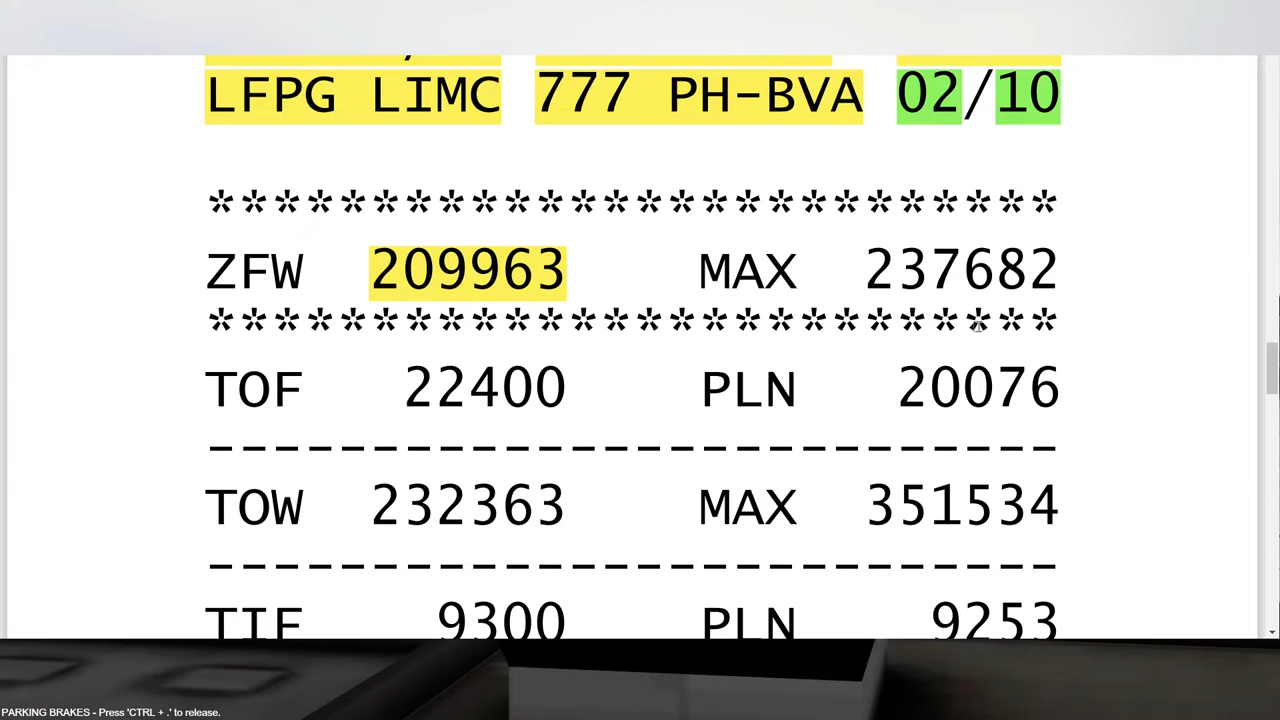 LFPG LIMC 777 PH-BVA 02/10
**************************
ZFW 209963 MAX 237682
**************************
TOF 22400 PLN 20076
--------------------------
TOW 232363 MAX 351534
--------------------------
TIF 9300 PLN 9253
PARKING BRAKES - Press 'CTRL + .' to release.